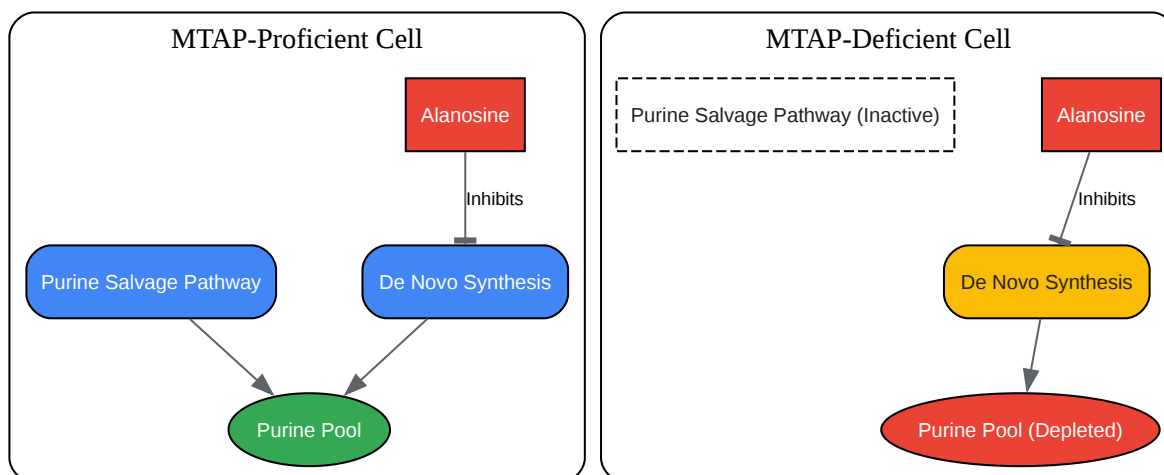 MTAP-Proficient Cell
Alanosine
Inhibits
Purine Salvage Pathway
De Novo Synthesis
Purine Pool
MTAP-Deficient Cell
Purine Salvage Pathway (Inactive)
Alanosine
Inhibits
De Novo Synthesis
Purine Pool (Depleted)